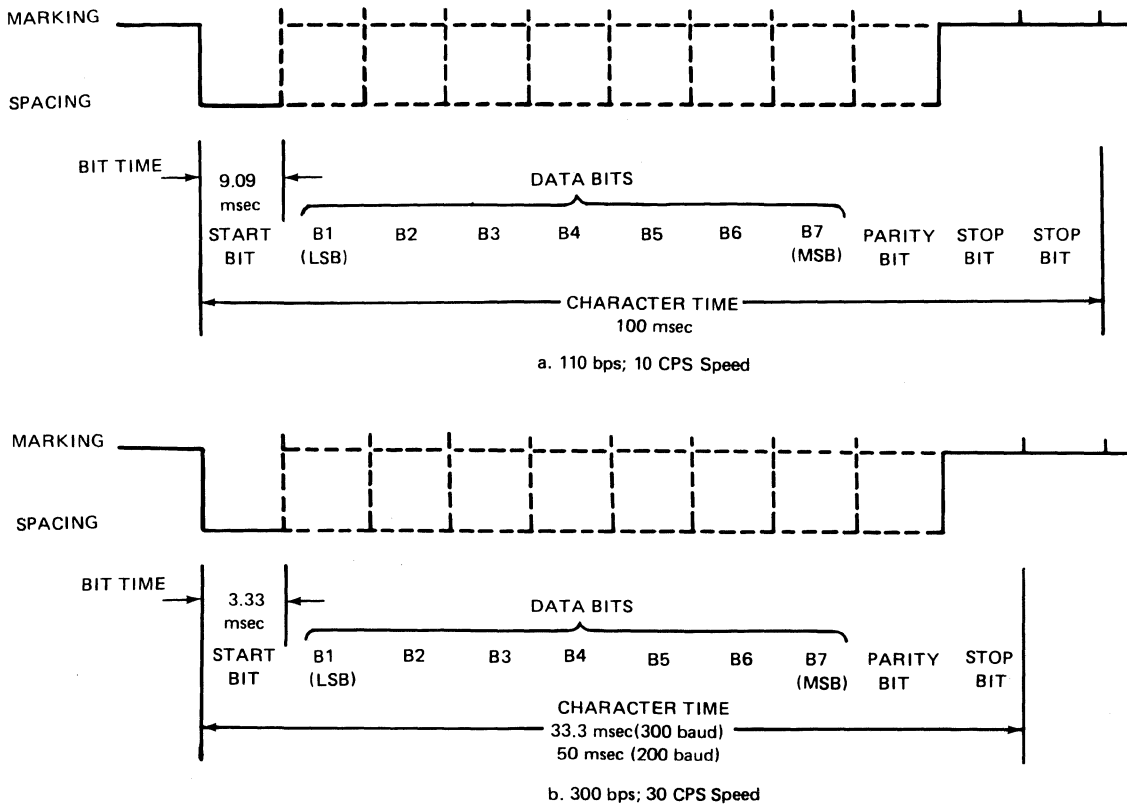 MARKING
SPACING
BIT TIME
9.09
msec
DATA BITS
START
BIT
B1
(LSB)
B2
B3
B4
B5
B6
B7
(MSB)
PARITY
BIT
STOP
BIT
STOP
BIT
CHARACTER TIME
100 msec
a. 110 bps; 10 CPS Speed
MARKING
SPACING
BIT TIME
3.33
msec
DATA BITS
START
BIT
B1
(LSB)
B2
B3
B4
B5
B6
B7
(MSB)
PARITY
BIT
STOP
BIT
CHARACTER TIME
33.3 msec(300 baud)
50 msec (200 baud)
b. 300 bps; 30 CPS Speed